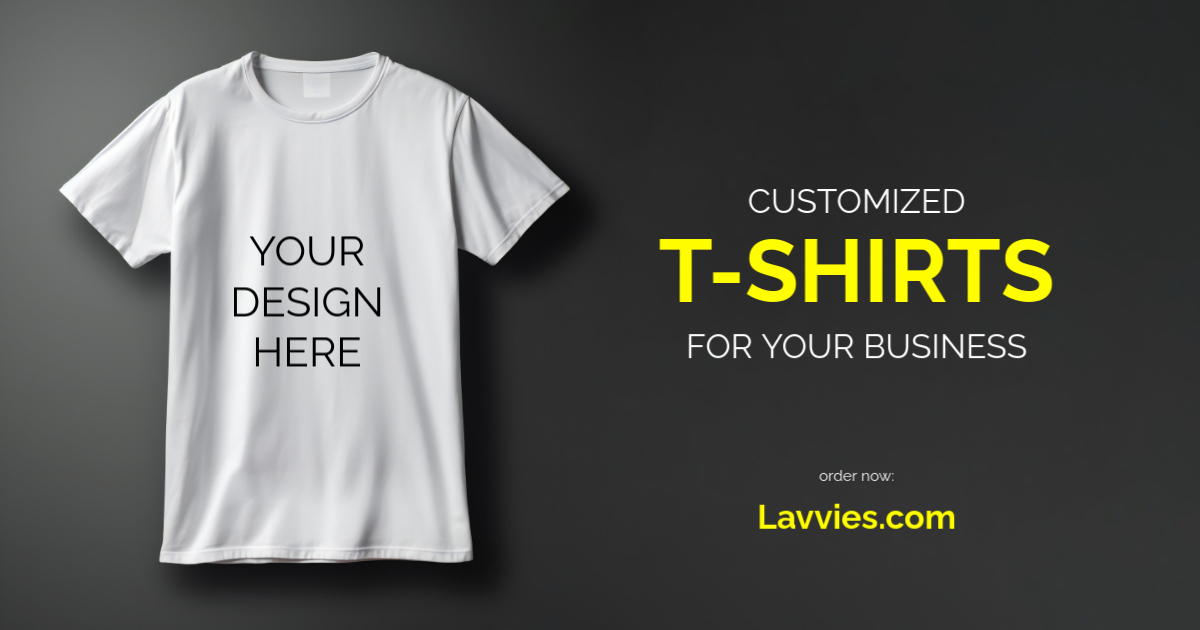 YOUR
DESIGN
HERE
CUSTOMIZED
T-SHIRTS
FOR YOUR BUSINESS
order now:
Lavvies.com